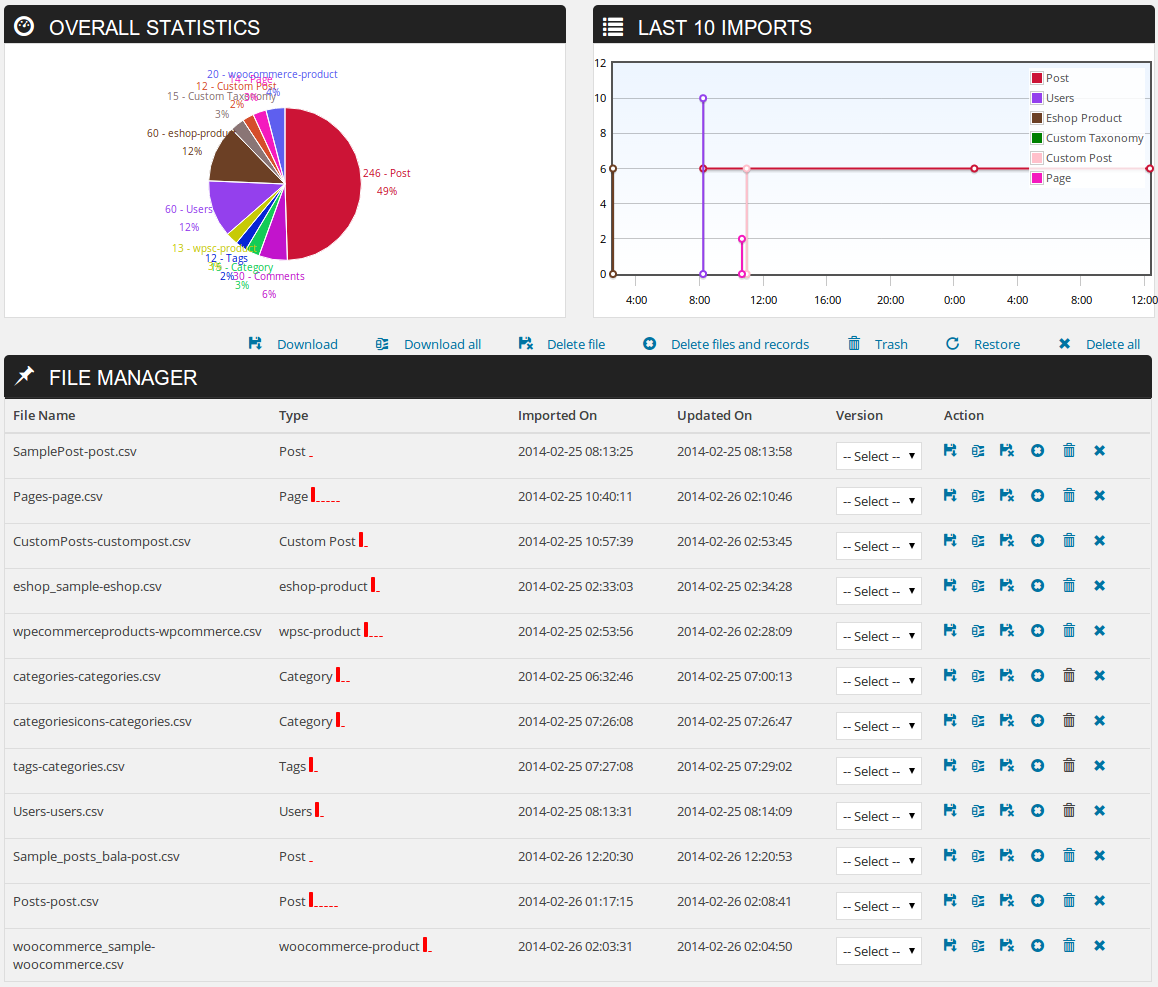 OVERALL STATISTICS
LAST 10 IMPORTS
20 - woocommerce-product
4%
14 - Page
3%
12 - Custom Post
2%
15 - Custom Taxonomy
3%
60 - eshop-product
12%
246 - Post
49%
60 - Users
12%
13 - wpsc-product
12 - Tags
2%
15 - Category
3%
30 - Comments
6%
12
10
8
6
4
2
0
Post
Users
Eshop Product
Custom Taxonomy
Custom Post
Page
4:00 8:00 12:00 16:00 20:00 0:00 4:00 8:00 12:00
Download Download all Delete file Delete files and records Trash Restore Delete all
FILE MANAGER
File Name Type Imported On Updated On Version Action
SamplePost-post.csv Post 2014-02-25 08:13:25 2014-02-25 08:13:58 -- Select --
Pages-page.csv Page 2014-02-25 10:40:11 2014-02-26 02:10:46 -- Select --
CustomPosts-custompost.csv Custom Post 2014-02-25 10:57:39 2014-02-26 02:53:45 -- Select --
eshop_sample-eshop.csv eshop-product 2014-02-25 02:33:03 2014-02-25 02:34:28 -- Select --
wpecommerceproducts-wpcommerce.csv wpsc-product 2014-02-25 02:53:56 2014-02-26 02:28:09 -- Select --
categories-categories.csv Category 2014-02-25 06:32:46 2014-02-25 07:00:13 -- Select --
categoriesicons-categories.csv Category 2014-02-25 07:26:08 2014-02-25 07:26:47 -- Select --
tags-categories.csv Tags 2014-02-25 07:27:08 2014-02-25 07:29:02 -- Select --
Users-users.csv Users 2014-02-25 08:13:31 2014-02-25 08:14:09 -- Select --
Sample_posts_bala-post.csv Post 2014-02-26 12:20:30 2014-02-26 12:20:53 -- Select --
Posts-post.csv Post 2014-02-26 01:17:15 2014-02-26 02:08:41 -- Select --
woocommerce_sample- woocommerce-product 2014-02-26 02:03:31 2014-02-26 02:04:50 -- Select --
woocommerce.csv